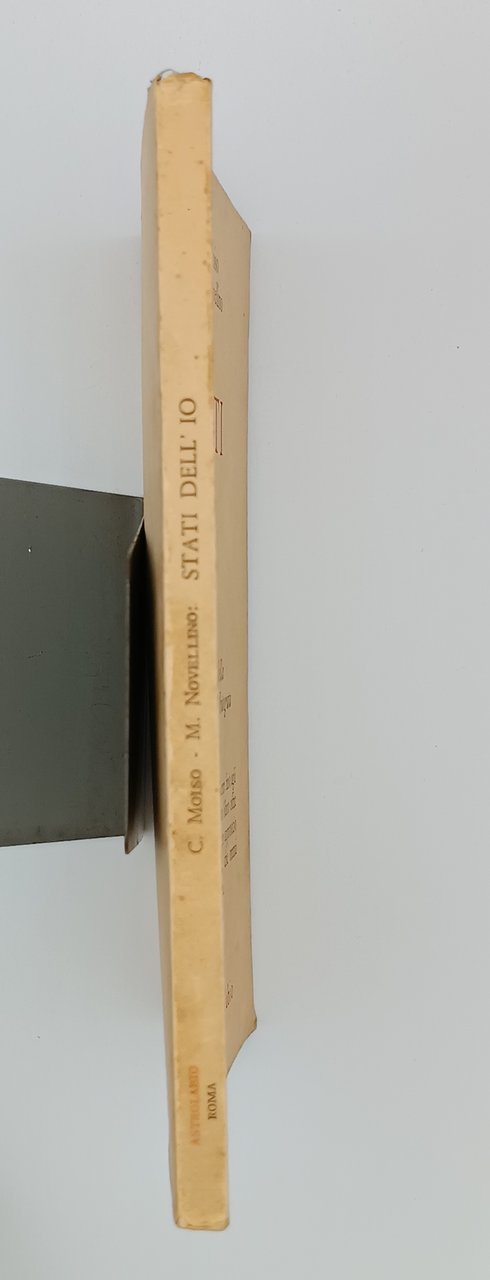 C. MOISO - M. NOVELLINO: STATI DELL' IO
ASTROLABIO
ROMA